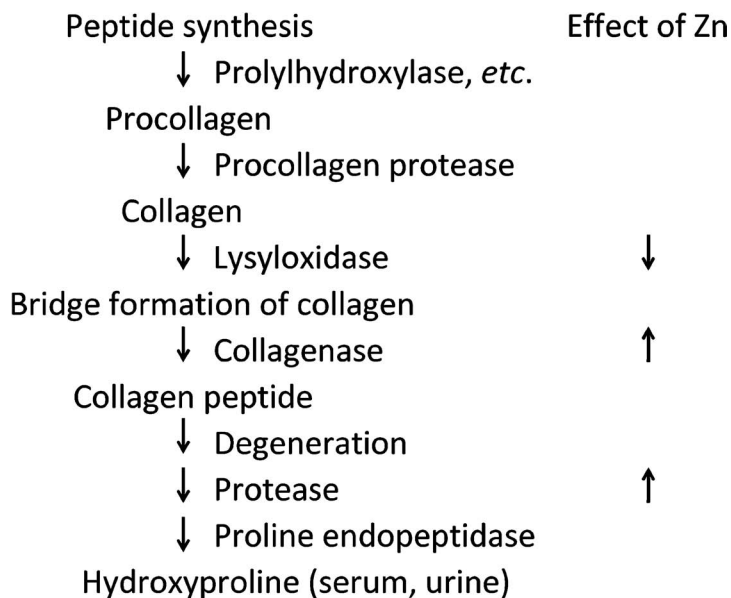 Peptide synthesis Effect of Zn
↓ Prolylhydroxylase, etc.
Procollagen
↓ Procollagen protease
Collagen
↓ Lysyloxidase ↓
Bridge formation of collagen
↓ Collagenase ↑
Collagen peptide
↓ Degeneration
↓ Protease ↑
↓ Proline endopeptidase
Hydroxyproline (serum, urine)